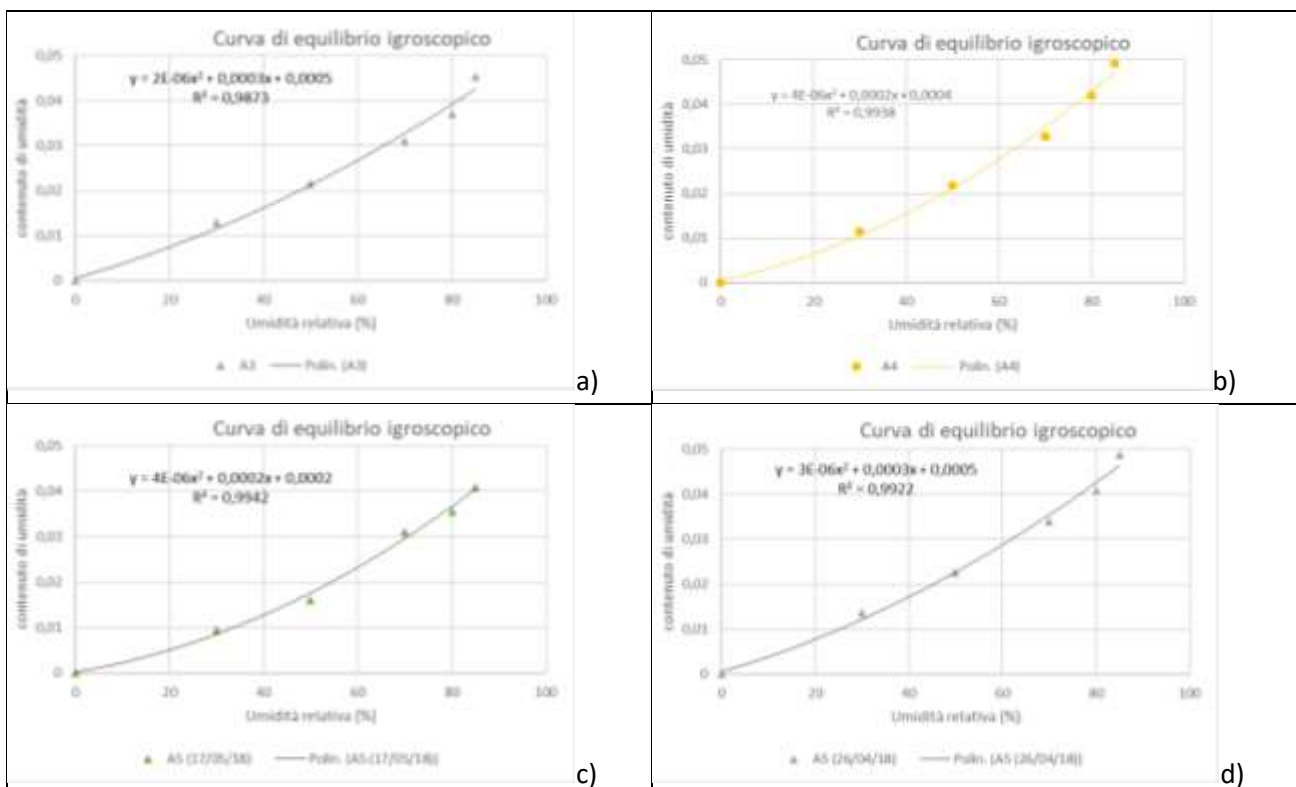 Curva di equilibrio igroscopico
y = 2E-06x² + 0,0003x + 0,0005
R² = 0,9873
contenuto di umidità
0,05
0,04
0,03
0,02
0,01
0
0 20 40 60 80 100
Umidità relativa (%)
A3 Polin. (A3)
a)
Curva di equilibrio igroscopico
y = 4E-06x² + 0,0002x + 0,0004
R² = 0,9938
contenuto di umidità
0,05
0,04
0,03
0,02
0,01
0
0 20 40 60 80 100
Umidità relativa (%)
A4 Polin. (A4)
b)
Curva di equilibrio igroscopico
y = 4E-06x² + 0,0002x + 0,0002
R² = 0,9942
contenuto di umidità
0,05
0,04
0,03
0,02
0,01
0
0 20 40 60 80 100
Umidità relativa (%)
A5 (17/05/18) Polin. (A5 (17/05/18))
c)
Curva di equilibrio igroscopico
y = 3E-06x² + 0,0003x + 0,0005
R² = 0,9922
contenuto di umidità
0,05
0,04
0,03
0,02
0,01
0
0 20 40 60 80 100
Umidità relativa (%)
A5 (26/04/18) Polin. (A5 (26/04/18))
d)